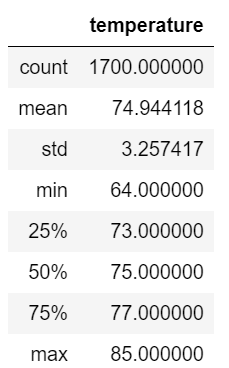 temperature
count 1700.000000
mean 74.944118
std 3.257417
min 64.000000
25% 73.000000
50% 75.000000
75% 77.000000
max 85.000000